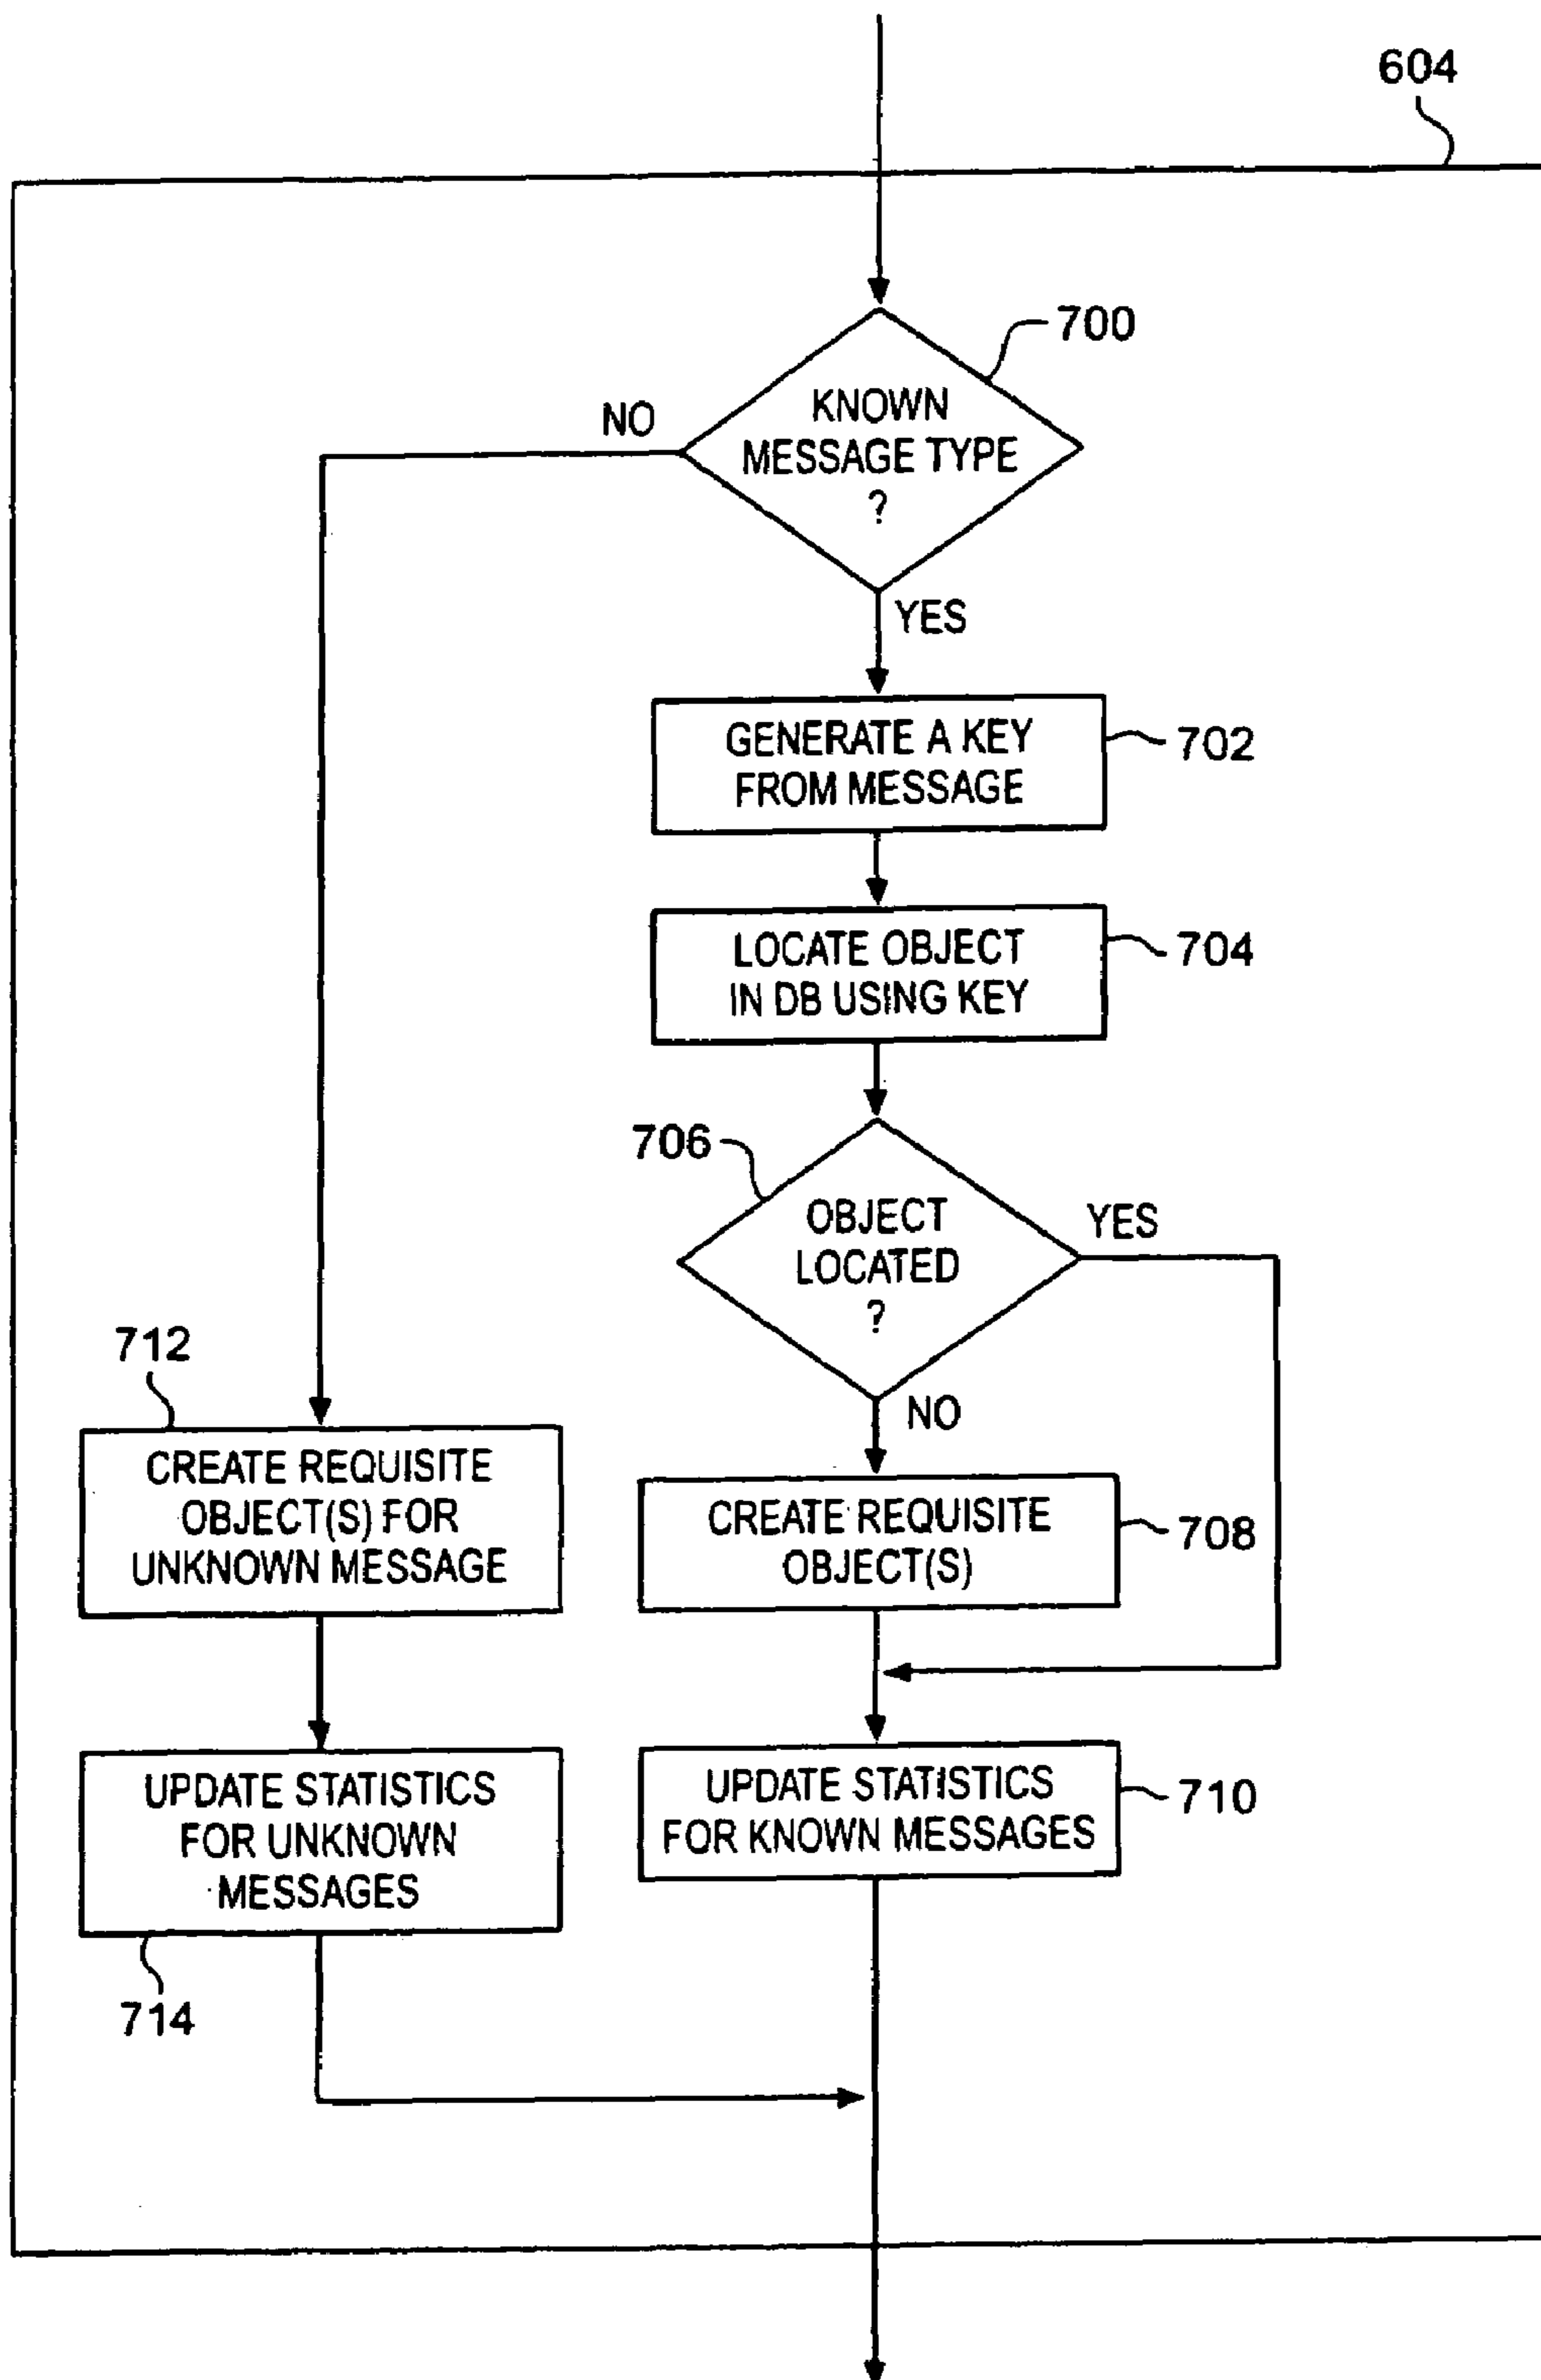 604
700
NO
KNOWN
MESSAGE TYPE
?
YES
GENERATE A KEY
FROM MESSAGE
702
LOCATE OBJECT
IN DB USING KEY
704
706
OBJECT
LOCATED
?
YES
NO
712
CREATE REQUISITE
OBJECT(S) FOR
UNKNOWN MESSAGE
CREATE REQUISITE
OBJECT(S)
708
UPDATE STATISTICS
FOR UNKNOWN
MESSAGES
UPDATE STATISTICS
FOR KNOWN MESSAGES
710
714